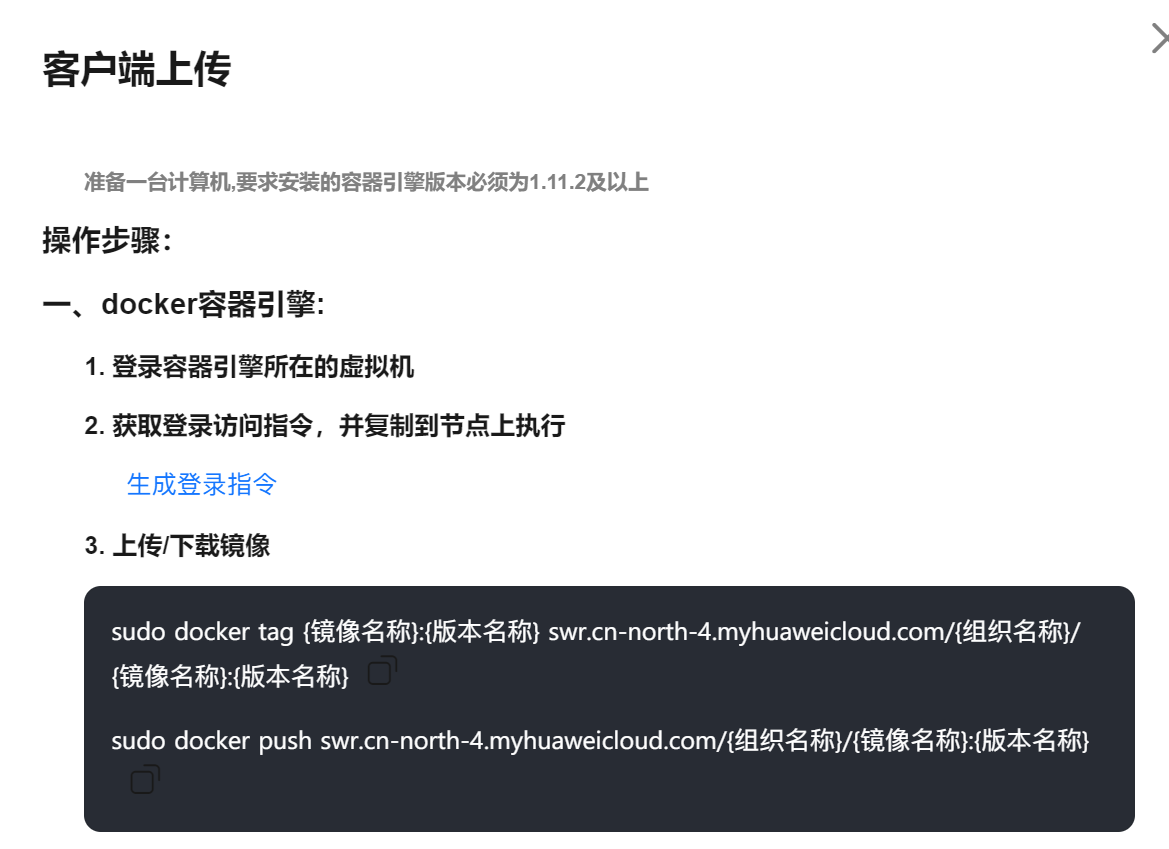 客户端上传
准备一台计算机,要求安装的容器引擎版本必须为1.11.2及以上
操作步骤：
一、docker容器引擎:
1. 登录容器引擎所在的虚拟机
2. 获取登录访问指令，并复制到节点上执行
生成登录指令
3. 上传/下载镜像
sudo docker tag {镜像名称}:{版本名称} swr.cn-north-4.myhuaweicloud.com/{组织名称}/
{镜像名称}:{版本名称}
sudo docker push swr.cn-north-4.myhuaweicloud.com/{组织名称}/{镜像名称}:{版本名称}